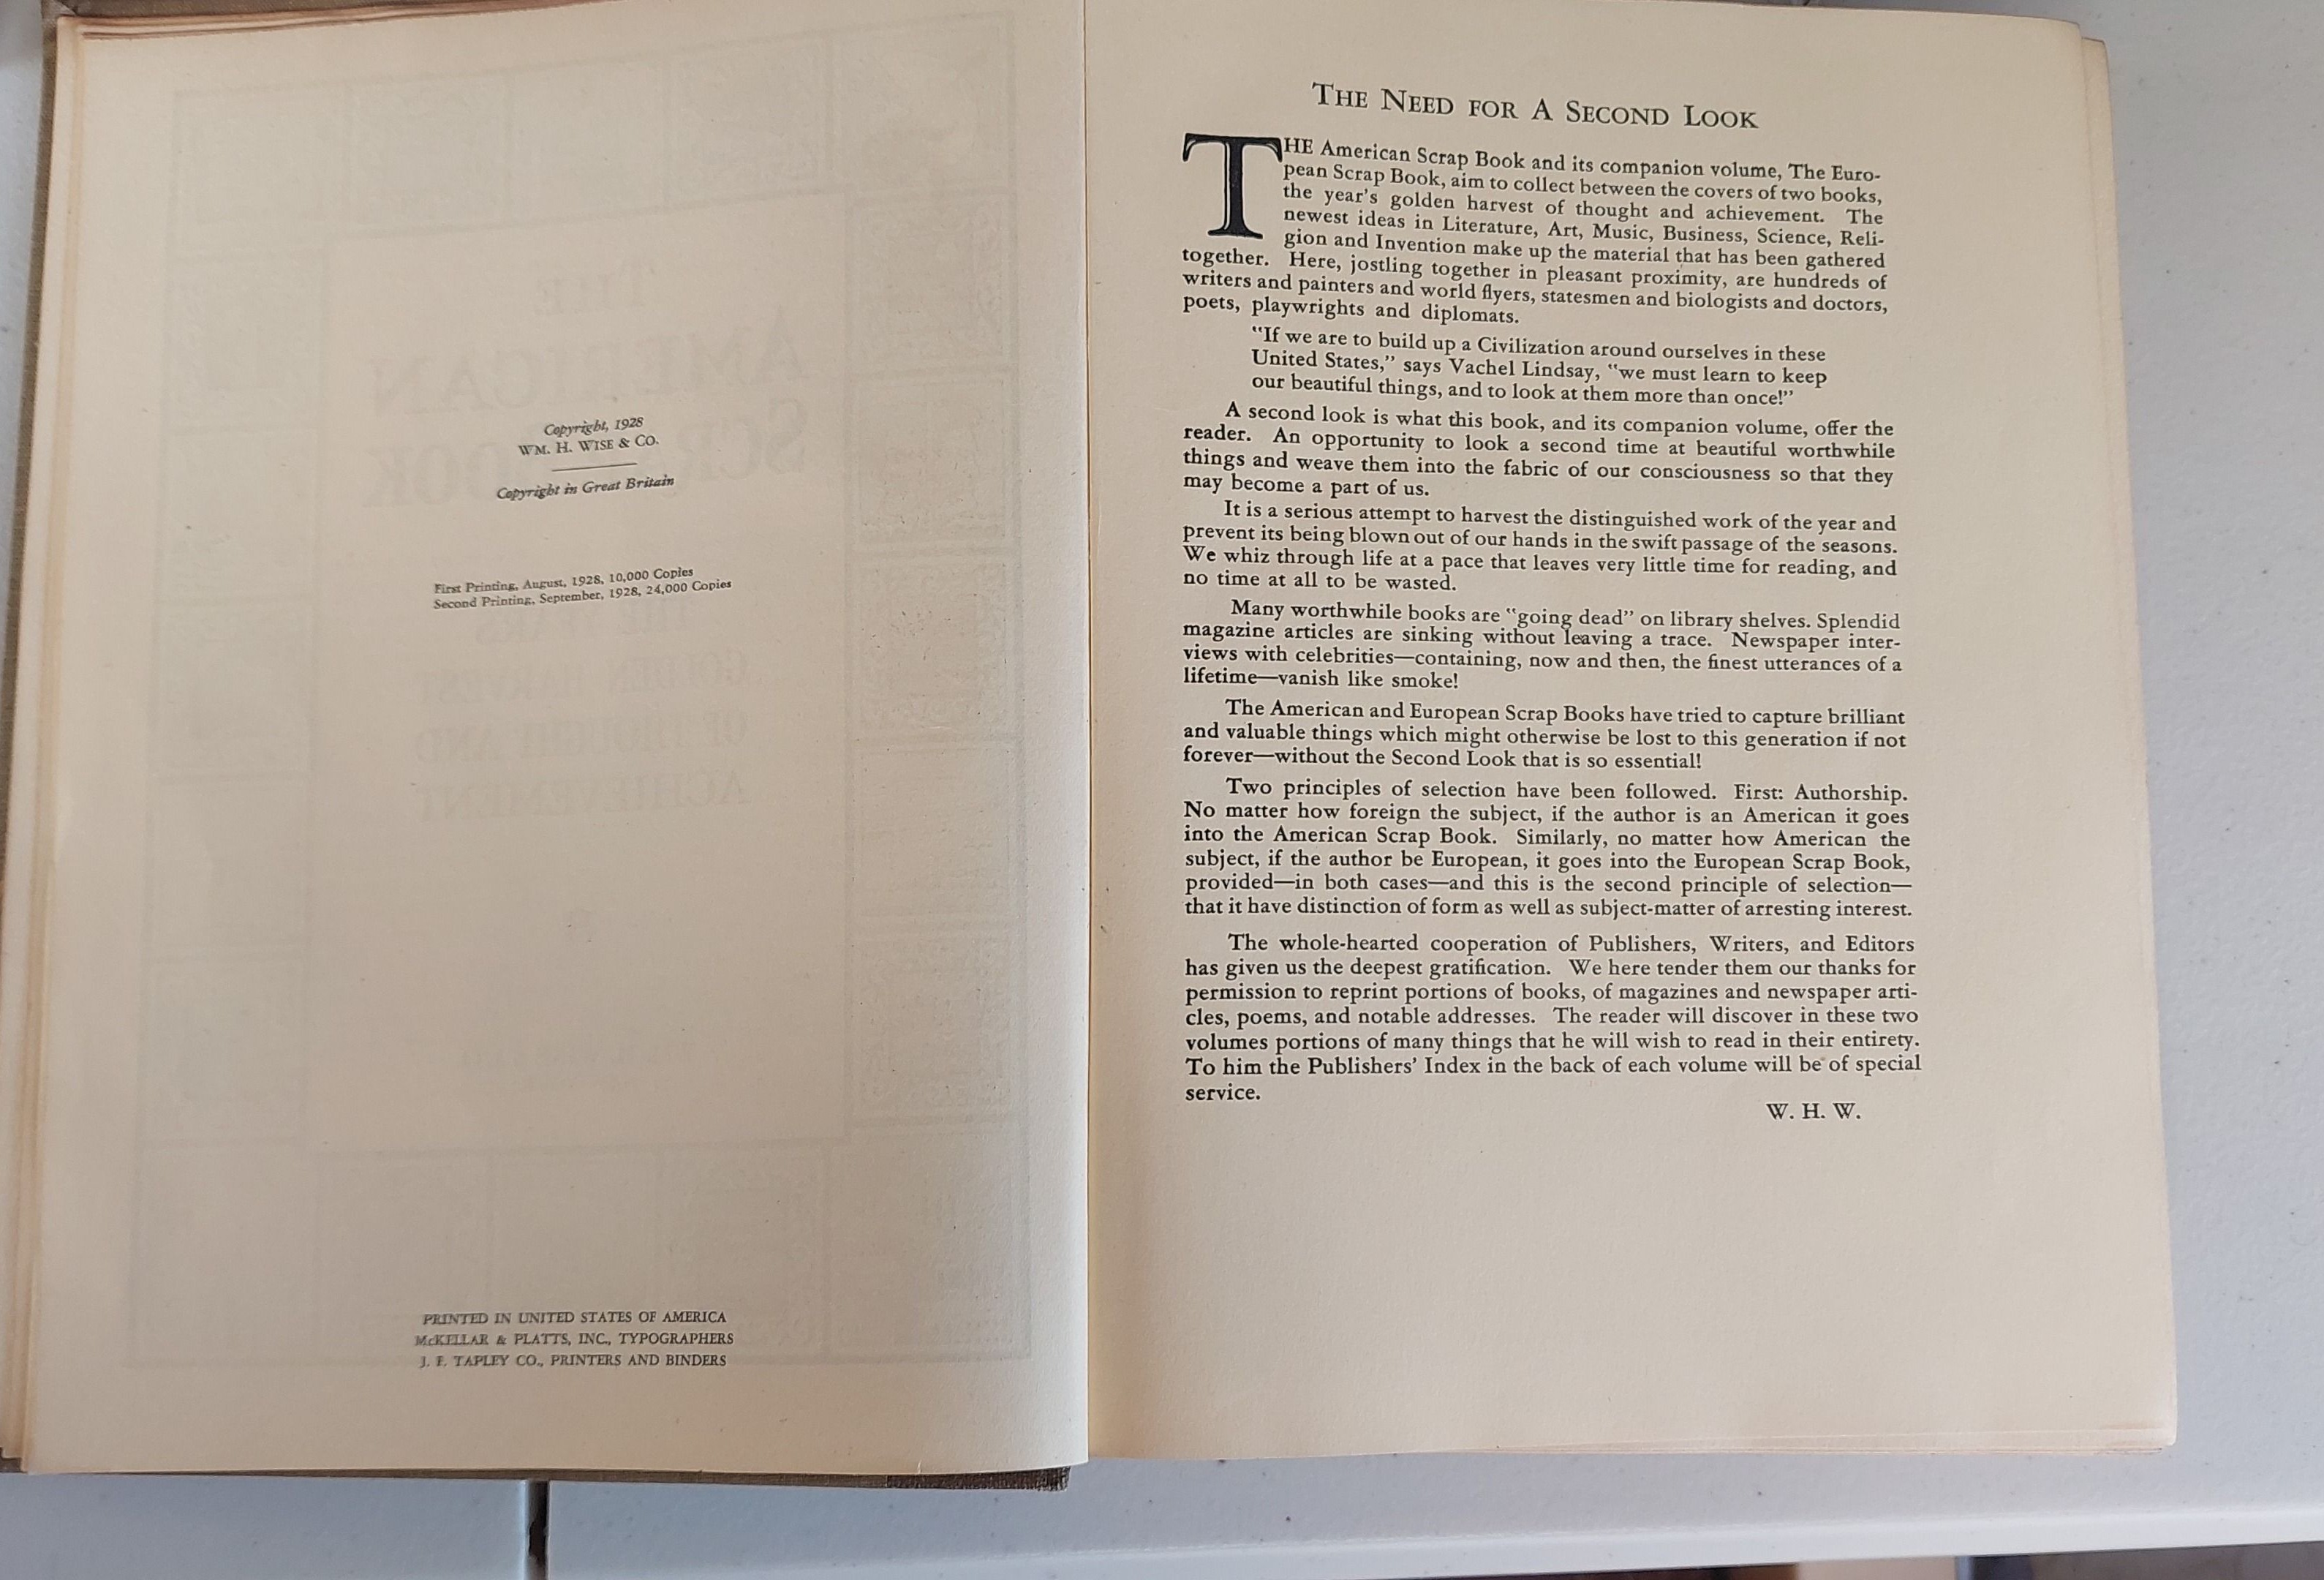 Copyright, 1928
WM. H. WISE & CO.
Copyright in Great Britain
First Printing, August, 1928, 10,000 Copies
Second Printing, September, 1928, 24,000 Copies
PRINTED IN UNITED STATES OF AMERICA
McKELLAR & PLATTS, INC., TYPOGRAPHERS
J. F. TAPLEY CO., PRINTERS AND BINDERS
THE NEED FOR A SECOND LOOK
THE American Scrap Book and its companion volume, The Euro-
pean Scrap Book, aim to collect between the covers of two books,
the year's golden harvest of thought and achievement. The
newest ideas in Literature, Art, Music, Business, Science, Reli-
gion and Invention make up the material that has been gathered
together. Here, jostling together in pleasant proximity, are hundreds of
writers and painters and world flyers, statesmen and biologists and doctors,
poets, playwrights and diplomats.
"If we are to build up a Civilization around ourselves in these
United States," says Vachel Lindsay, "we must learn to keep
our beautiful things, and to look at them more than once!"
A second look is what this book, and its companion volume, offer the
reader. An opportunity to look a second time at beautiful worthwhile
things and weave them into the fabric of our consciousness so that they
may become a part of us.
It is a serious attempt to harvest the distinguished work of the year and
prevent its being blown out of our hands in the swift passage of the seasons.
We whiz through life at a pace that leaves very little time for reading, and
no time at all to be wasted.
Many worthwhile books are "going dead" on library shelves. Splendid
magazine articles are sinking without leaving a trace. Newspaper inter-
views with celebrities—containing, now and then, the finest utterances of a
lifetime—vanish like smoke!
The American and European Scrap Books have tried to capture brilliant
and valuable things which might otherwise be lost to this generation if not
forever—without the Second Look that is so essential!
Two principles of selection have been followed. First: Authorship.
No matter how foreign the subject, if the author is an American it goes
into the American Scrap Book. Similarly, no matter how American the
subject, if the author be European, it goes into the European Scrap Book,
provided—in both cases—and this is the second principle of selection—
that it have distinction of form as well as subject-matter of arresting interest.
The whole-hearted cooperation of Publishers, Writers, and Editors
has given us the deepest gratification. We here tender them our thanks for
permission to reprint portions of books, of magazines and newspaper arti-
cles, poems, and notable addresses. The reader will discover in these two
volumes portions of many things that he will wish to read in their entirety.
To him the Publishers' Index in the back of each volume will be of special
service.
W. H. W.